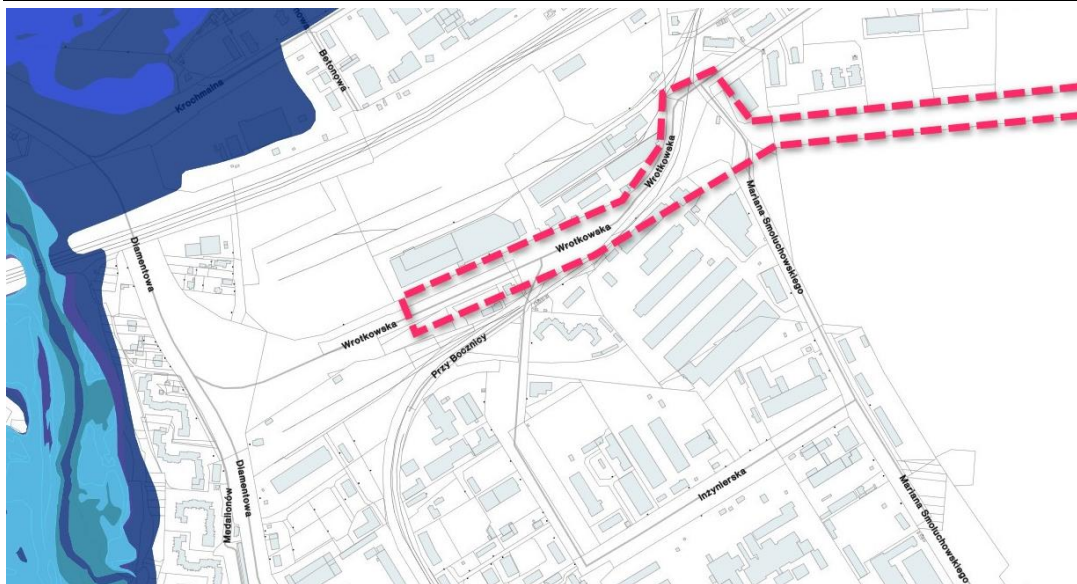 Betonowa
Krochmalna
Wrotkowska
Diamentowa
Mariana Smoluchowskiego
Wrotkowska
Wrotkowska
Przy Bocznicy
Diamentowa
Medalionów
Inżynierska
Mariana Smoluchowskiego